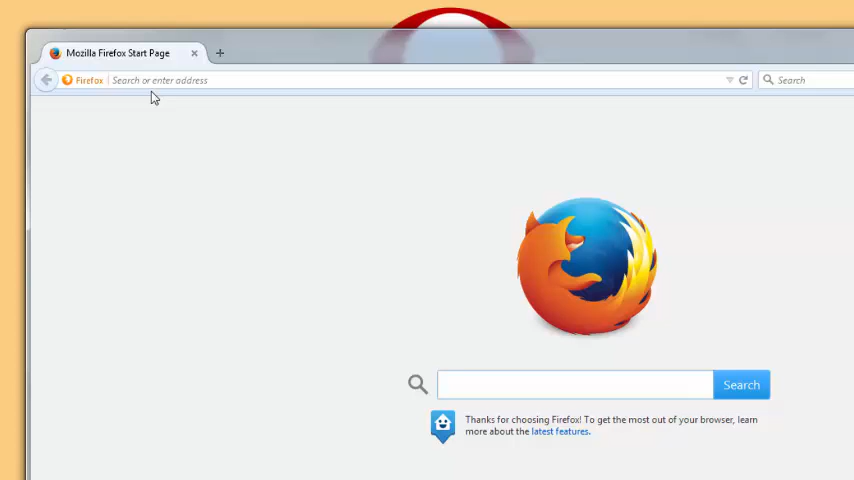 Mozilla Firefox Start Page
Firefox Search or enter address
Search
Search
Thanks for choosing Firefox! To get the most out of your browser, learn
more about the latest features.